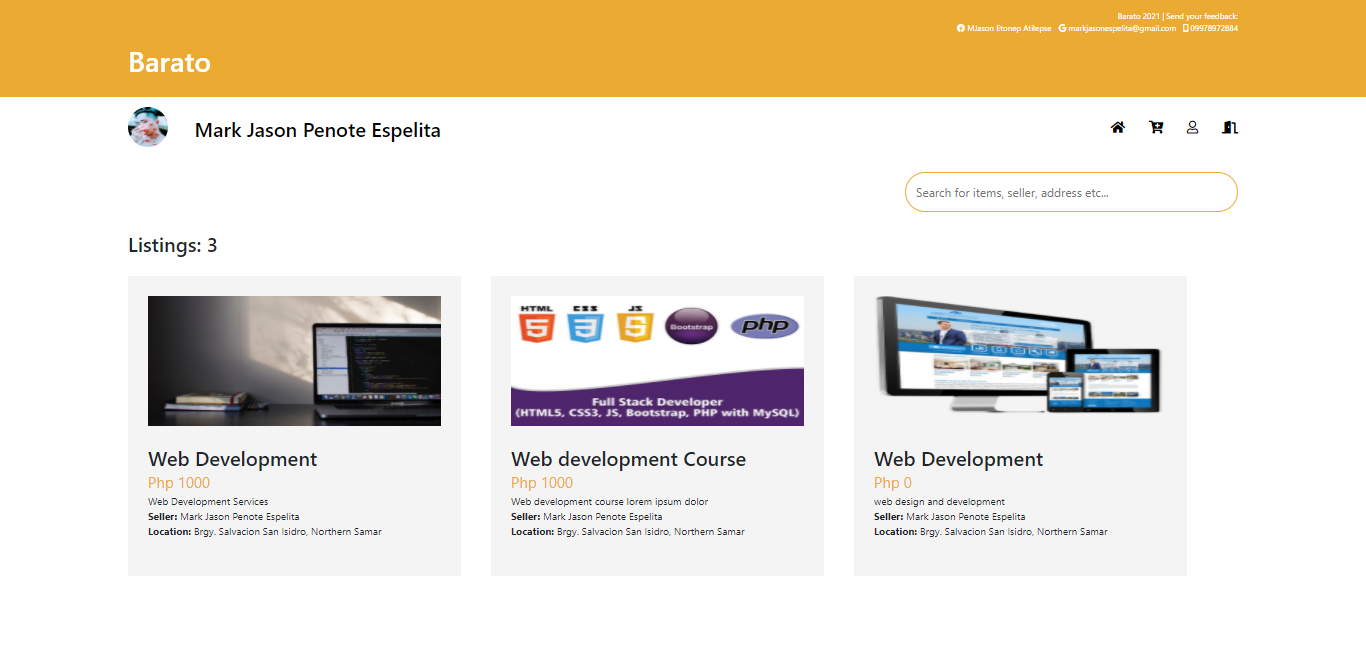 Barato 2021 | Send your feedback:
MJason Etonep Atilepse markjasonespelita@gmail.com 09978972884
Barato
Mark Jason Penote Espelita
Search for items, seller, address etc...
Listings: 3
HTML CSS JS
5 3 5 Bootstrap php
Full Stack Developer
(HTML5, CSS3, JS, Bootstrap, PHP with MySQL)
Web Development
Php 1000
Web Development Services
Seller: Mark Jason Penote Espelita
Location: Brgy. Salvacion San Isidro, Northern Samar
Web development Course
Php 1000
Web development course lorem ipsum dolor
Seller: Mark Jason Penote Espelita
Location: Brgy. Salvacion San Isidro, Northern Samar
Web Development
Php 0
web design and development
Seller: Mark Jason Penote Espelita
Location: Brgy. Salvacion San Isidro, Northern Samar